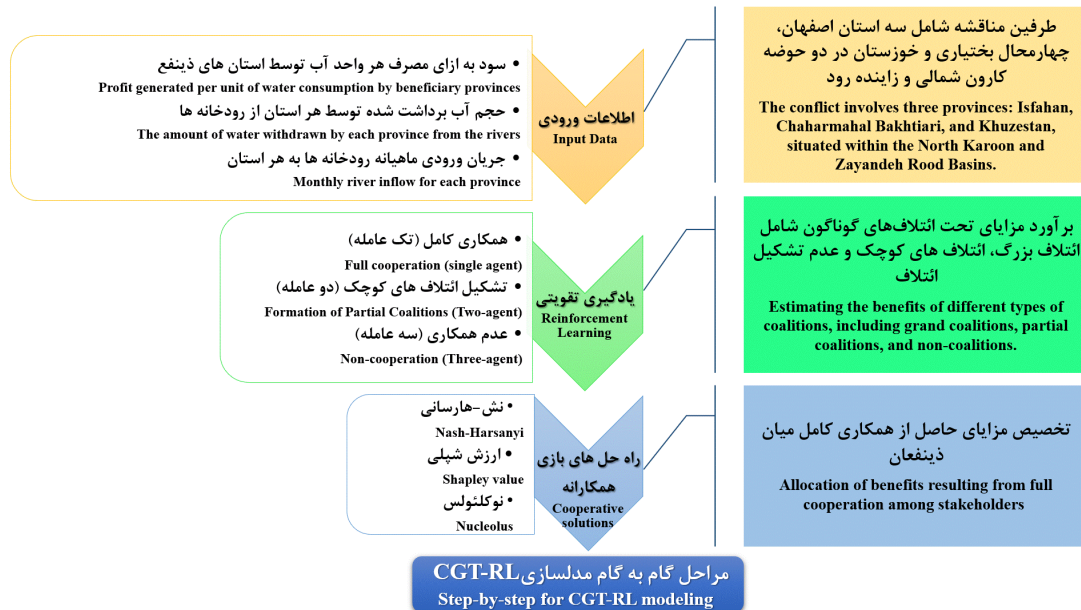 سود به ازای مصرف هر واحد آب توسط استان های ذینفع
Profit generated per unit of water consumption by beneficiary provinces
حجم آب برداشت شده توسط هر استان از رودخانه ها
The amount of water withdrawn by each province from the rivers
جریان ورودی ماهیانه رودخانه ها به هر استان
Monthly river inflow for each province
اطلاعات ورودی
Input Data
طرفین مناقشه شامل سه استان اصفهان،
چهارمحال بختیاری و خوزستان در دو حوضه
کارون شمالی و زاینده رود
The conflict involves three provinces: Isfahan,
Chaharmahal Bakhtiari, and Khuzestan,
situated within the North Karoon and
Zayandeh Rood Basins.
همکاری کامل (تک عامله)
Full cooperation (single agent)
تشکیل ائتلاف های کوچک (دو عامله)
Formation of Partial Coalitions (Two-agent)
عدم همکاری (سه عامله)
Non-cooperation (Three-agent)
یادگیری تقویتی
Reinforcement
Learning
برآورد مزایای تحت ائتلاف‌های گوناگون شامل
ائتلاف بزرگ، ائتلاف های کوچک و عدم تشکیل
ائتلاف
Estimating the benefits of different types of
coalitions, including grand coalitions, partial
coalitions, and non-coalitions.
نش-هارسانی
Nash-Harsanyi
ارزش شپلی
Shapley value
نوکلئولس
Nucleolus
راه حل های بازی
همکارانه
Cooperative
solutions
تخصیص مزایای حاصل از همکاری کامل میان
ذینفعان
Allocation of benefits resulting from full
cooperation among stakeholders
مراحل گام به گام مدلسازی CGT-RL
Step-by-step for CGT-RL modeling